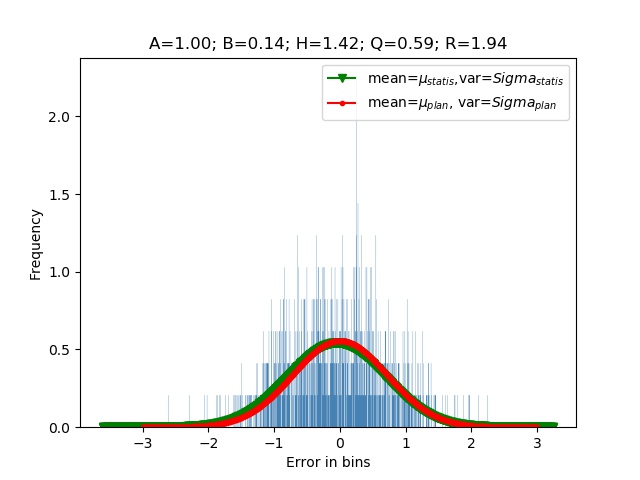 A=1.00; B=0.14; H=1.42; Q=0.59; R=1.94
mean=μstatis,var=Sigmastatis
mean=μplan, var=Sigmaplan
Frequency
2.0
1.5
1.0
0.5
0.0
−3 −2 −1 0 1 2 3
Error in bins